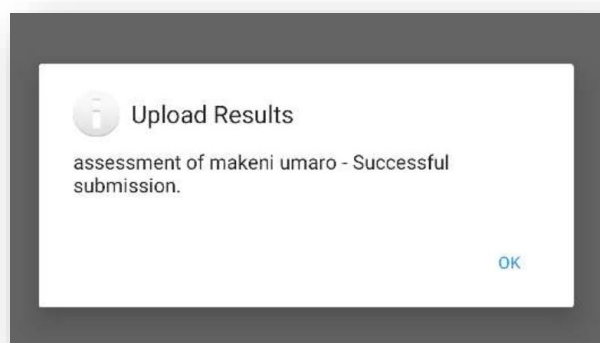 Upload Results
assessment of makeni umaro - Successful
submission.
OK